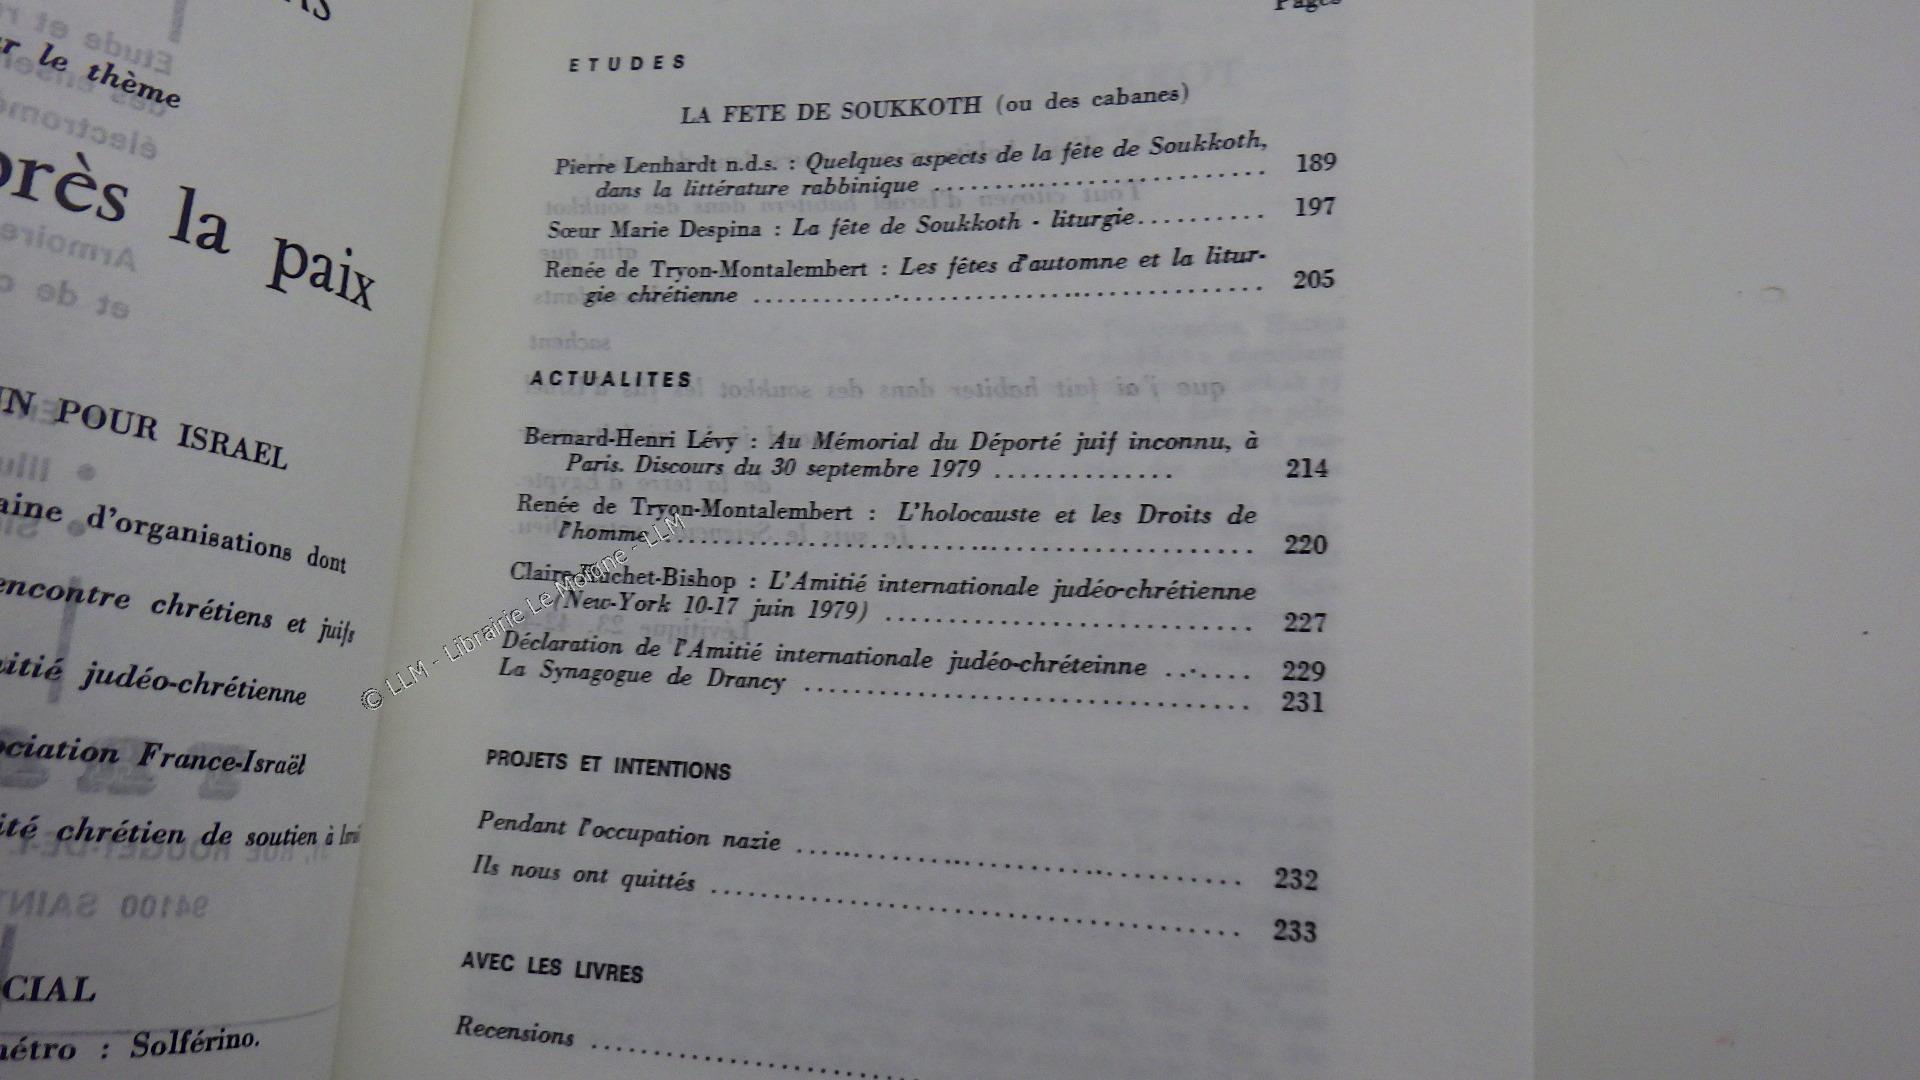 r le thème
près la paix
UN POUR ISRAEL
aine d'organisations dont
encontre chrétiens et juifs
itié judéo-chrétienne
ociation France-Israël
ité chrétien de soutien à
CIAL
métro : Solférino.
Pages
ETUDES
LA FETE DE SOUKKOTH (ou des cabanes)
Pierre Lenhardt n.d.s. : Quelques aspects de la fête de Soukkoth,
dans la littérature rabbinique .............................. 189
Sœur Marie Despina : La fête de Soukkoth - liturgie.......... 197
Renée de Tryon-Montalembert : Les fêtes d'automne et la litur-
gie chrétienne .......................................... 205
ACTUALITES
Bernard-Henri Lévy : Au Mémorial du Déporté juif inconnu, à
Paris. Discours du 30 septembre 1979 ............... 214
Renée de Tryon-Montalembert : L'holocauste et les Droits de
l'homme .................................................. 220
Claire Huchet-Bishop : L'Amitié internationale judéo-chrétienne
(New-York 10-17 juin 1979) .............................. 227
Déclaration de l'Amitié internationale judéo-chréteinne ....... 229
La Synagogue de Drancy .................................... 231
PROJETS ET INTENTIONS
Pendant l'occupation nazie .................................... 232
Ils nous ont quittés ........................................... 233
AVEC LES LIVRES
Recensions ..........................
© LLM - Librairie Le Moigne - LLM